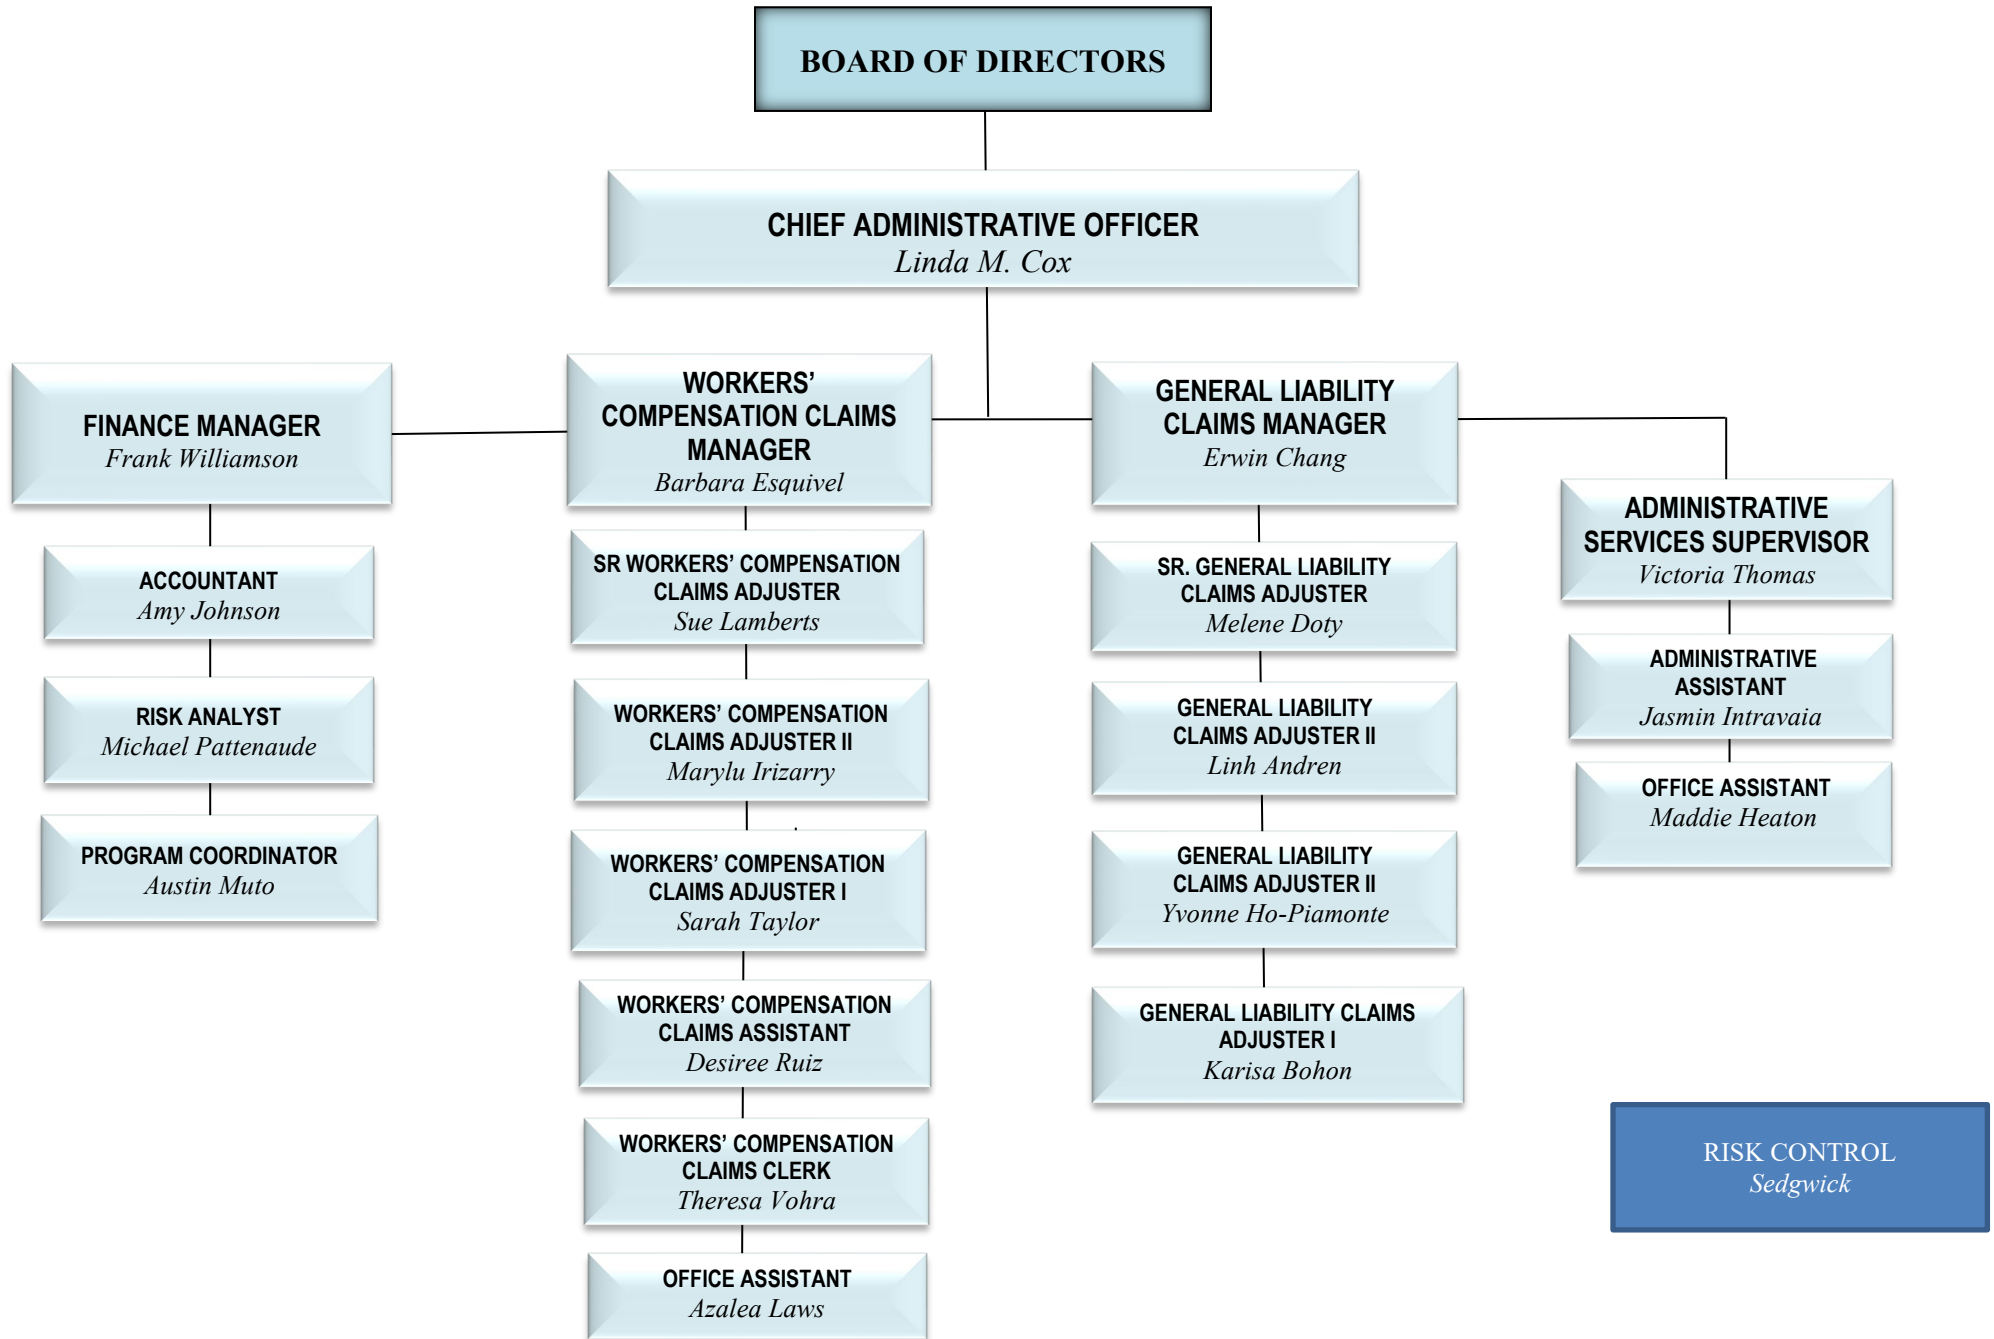 BOARD OF DIRECTORS
CHIEF ADMINISTRATIVE OFFICER
Linda M. Cox
FINANCE MANAGER
Frank Williamson
ACCOUNTANT
Amy Johnson
RISK ANALYST
Michael Pattenaude
PROGRAM COORDINATOR
Austin Muto
WORKERS’
COMPENSATION CLAIMS
MANAGER
Barbara Esquivel
SR WORKERS’ COMPENSATION
CLAIMS ADJUSTER
Sue Lamberts
WORKERS’ COMPENSATION
CLAIMS ADJUSTER II
Marylu Irizarry
WORKERS’ COMPENSATION
CLAIMS ADJUSTER I
Sarah Taylor
WORKERS’ COMPENSATION
CLAIMS ASSISTANT
Desiree Ruiz
WORKERS’ COMPENSATION
CLAIMS CLERK
Theresa Vohra
OFFICE ASSISTANT
Azalea Laws
GENERAL LIABILITY
CLAIMS MANAGER
Erwin Chang
SR. GENERAL LIABILITY
CLAIMS ADJUSTER
Melene Doty
GENERAL LIABILITY
CLAIMS ADJUSTER II
Linh Andren
GENERAL LIABILITY
CLAIMS ADJUSTER II
Yvonne Ho-Piamonte
GENERAL LIABILITY CLAIMS
ADJUSTER I
Karisa Bohon
ADMINISTRATIVE
SERVICES SUPERVISOR
Victoria Thomas
ADMINISTRATIVE
ASSISTANT
Jasmin Intravaia
OFFICE ASSISTANT
Maddie Heaton
RISK CONTROL
Sedgwick